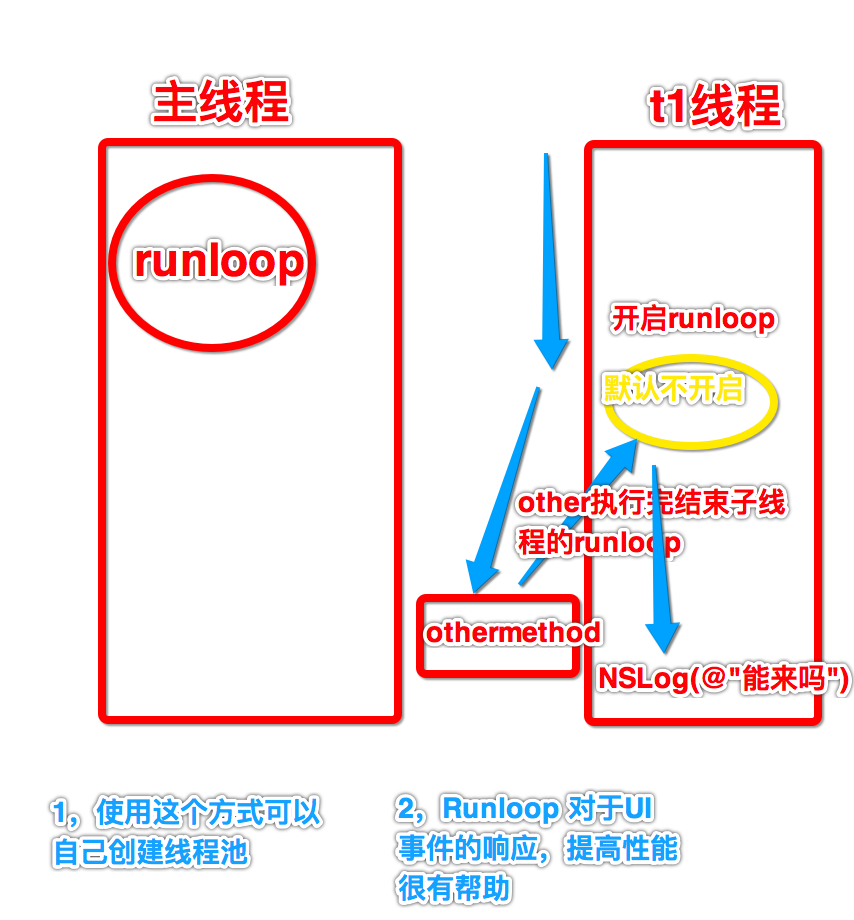 主线程
t1线程
runloop
开启runloop
默认不开启
other执行完结束子线
程的runloop
othermethod
NSLog(@"能来吗")
1，使用这个方式可以
自己创建线程池
2，Runloop 对于UI
事件的响应，提高性能
很有帮助